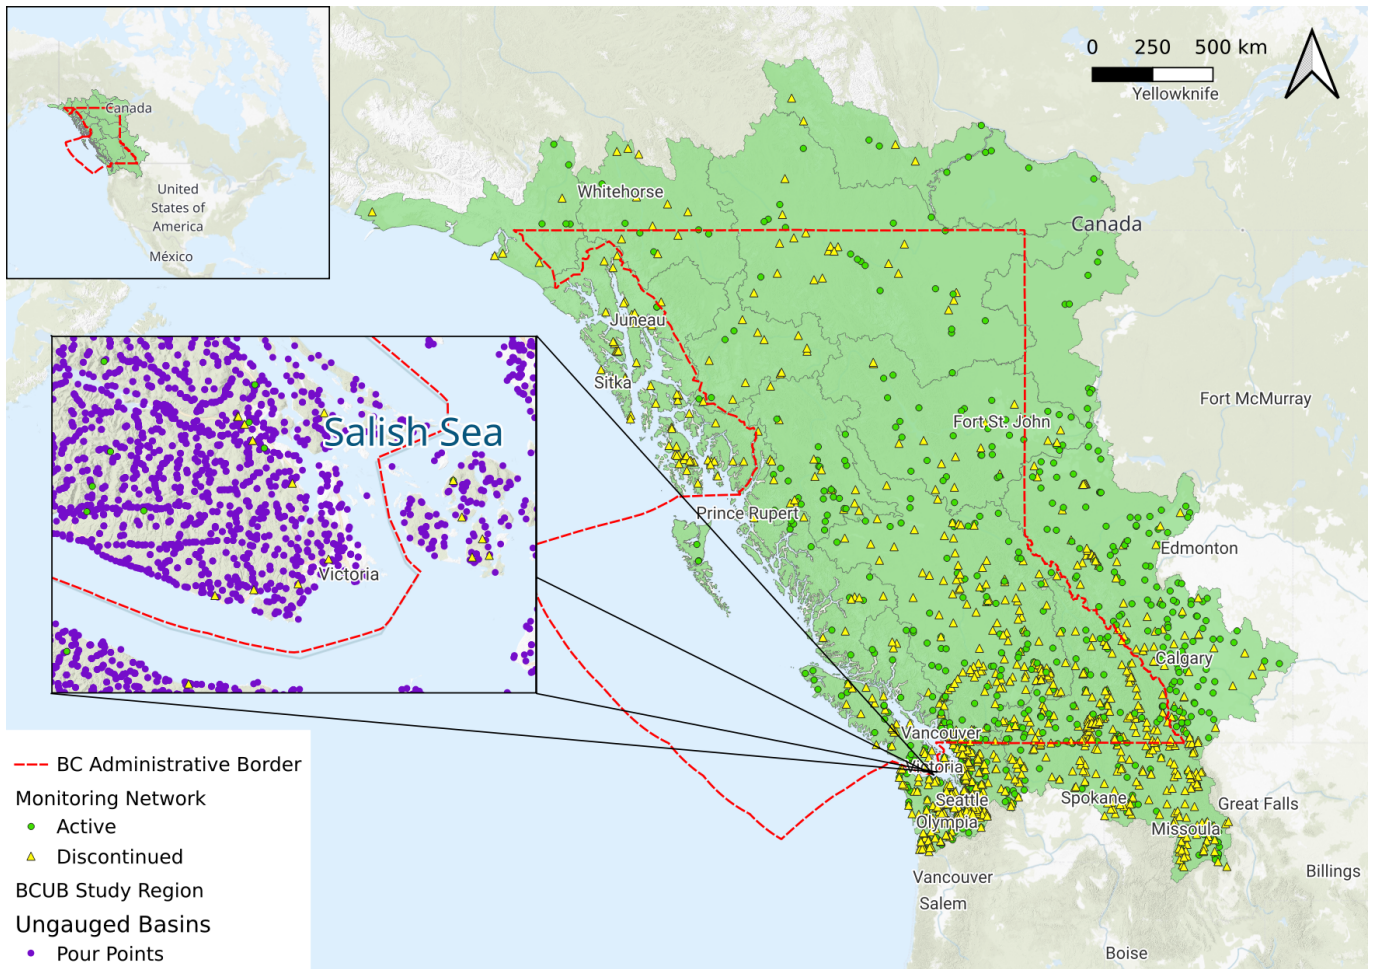 Canada
United
States of
America
México
0 250 500 km
Yellowknife
Whitehorse
Canada
Juneau
Sitka
Fort McMurray
Fort St. John
Salish Sea
Prince Rupert
Edmonton
Victoria
Calgary
Vancouver
Victoria
Seattle
Spokane
Great Falls
Olympia
Missoula
Billings
Vancouver
Salem
Boise
BC Administrative Border
Monitoring Network
Active
Discontinued
BCUB Study Region
Ungauged Basins
Pour Points